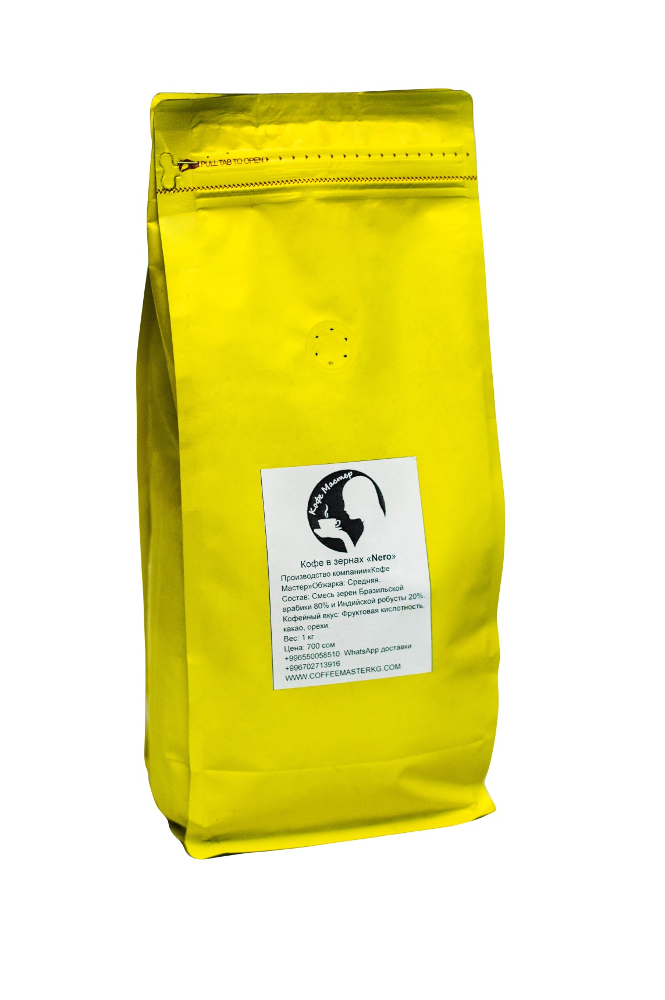 PULL TAB TO OPEN
Кофе Мастер
Кофе в зернах «Nero»
Производство компании«Кофе
Мастер»Обжарка: Средняя.
Состав: Смесь зерен Бразильской
арабики 80% и Индийской робусты 20%.
Кофейный вкус: Фруктовая кислотность,
какао, орехи.
Вес: 1 кг
Цена: 700 сом
+996550058510 WhatsApp доставки
+996702713916
WWW.COFFEEMASTERKG.COM